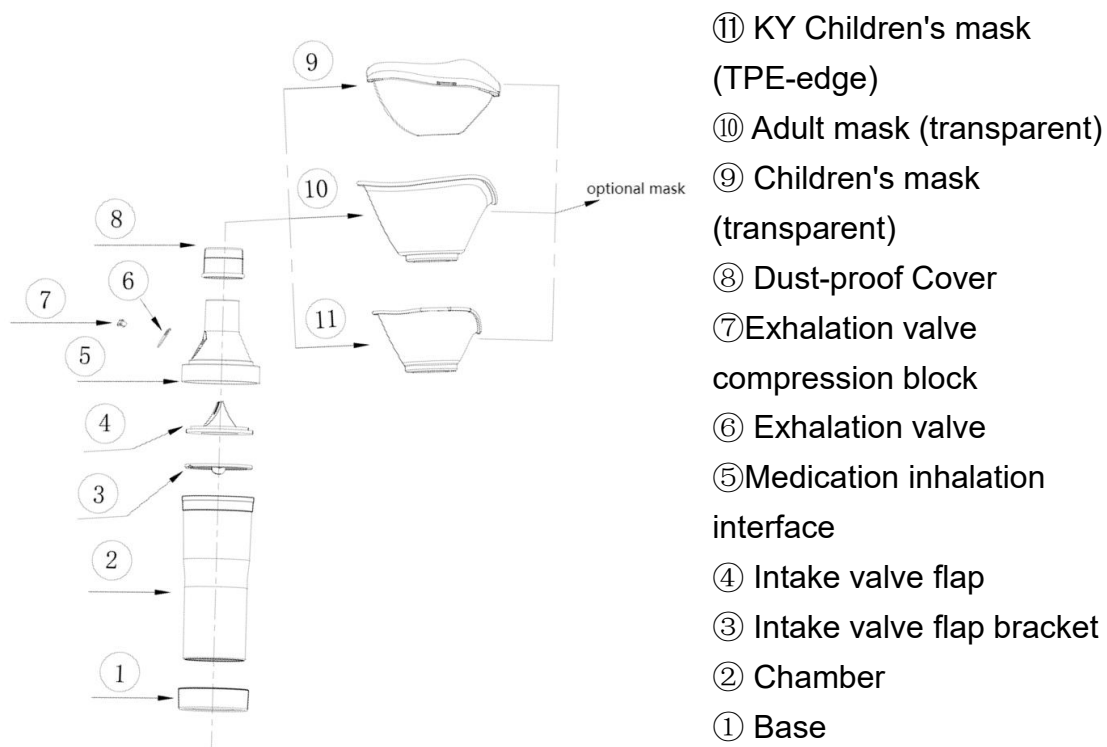 ⑨
⑩
optional mask
⑧
⑥
⑦
⑪
⑤
④
③
②
①
⑪ KY Children's mask
(TPE-edge)
⑩ Adult mask (transparent)
⑨ Children's mask
(transparent)
⑧ Dust-proof Cover
⑦Exhalation valve
compression block
⑥ Exhalation valve
⑤Medication inhalation
interface
④ Intake valve flap
③ Intake valve flap bracket
② Chamber
① Base